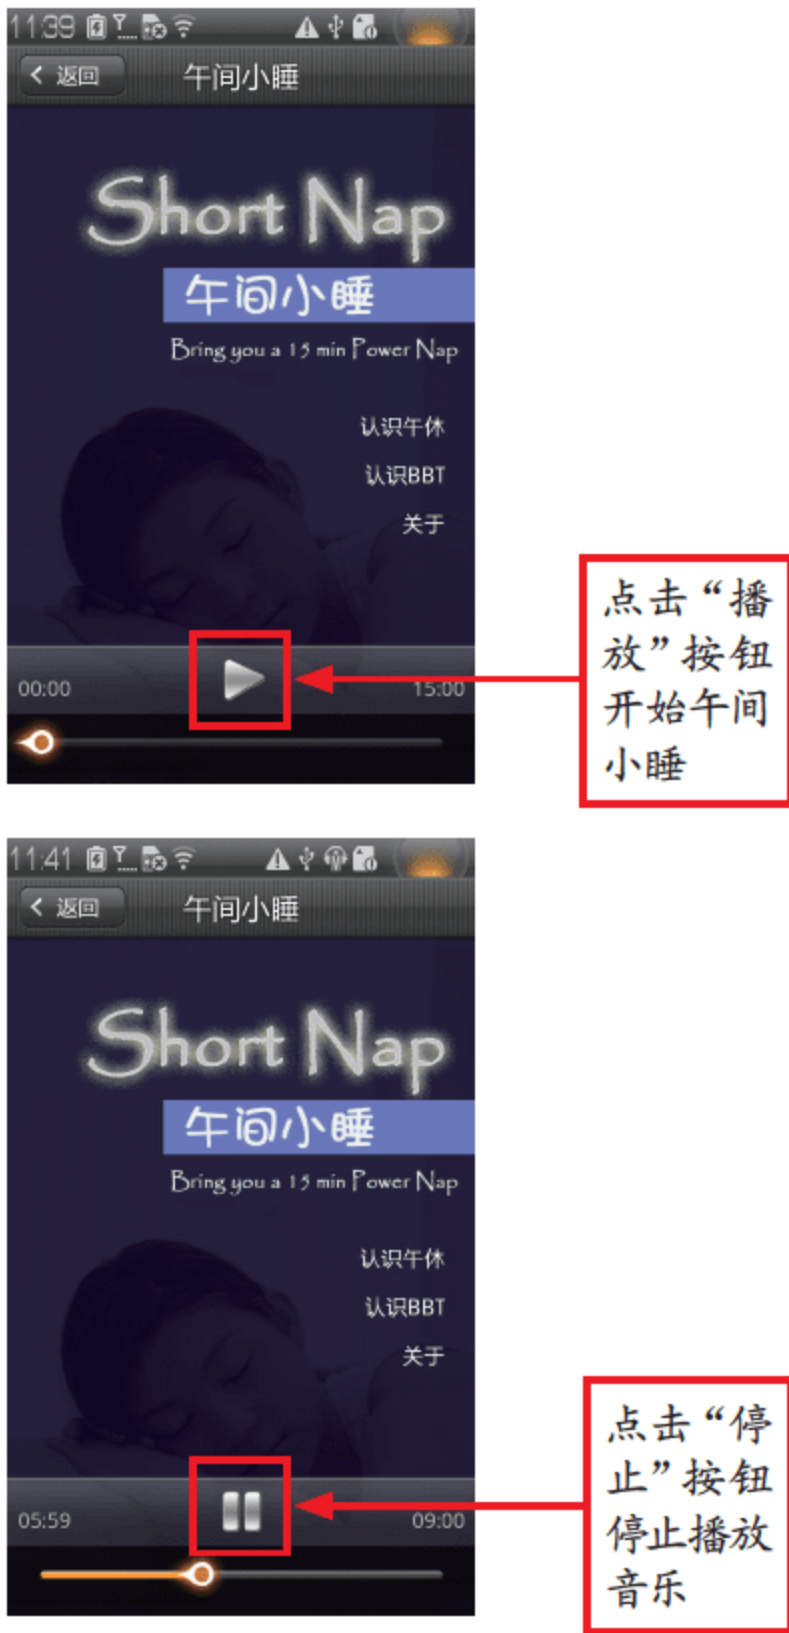 11:39
返回
午间小睡
Short Nap
午间小睡
Bring you a 15 min Power Nap
认识午休
认识BBT
关于
00:00
15:00
点击“播
放”按钮
开始午间
小睡
11:41
返回
午间小睡
Short Nap
午间小睡
Bring you a 15 min Power Nap
认识午休
认识BBT
关于
05:59
09:00
点击“停
止”按钮
停止播放
音乐